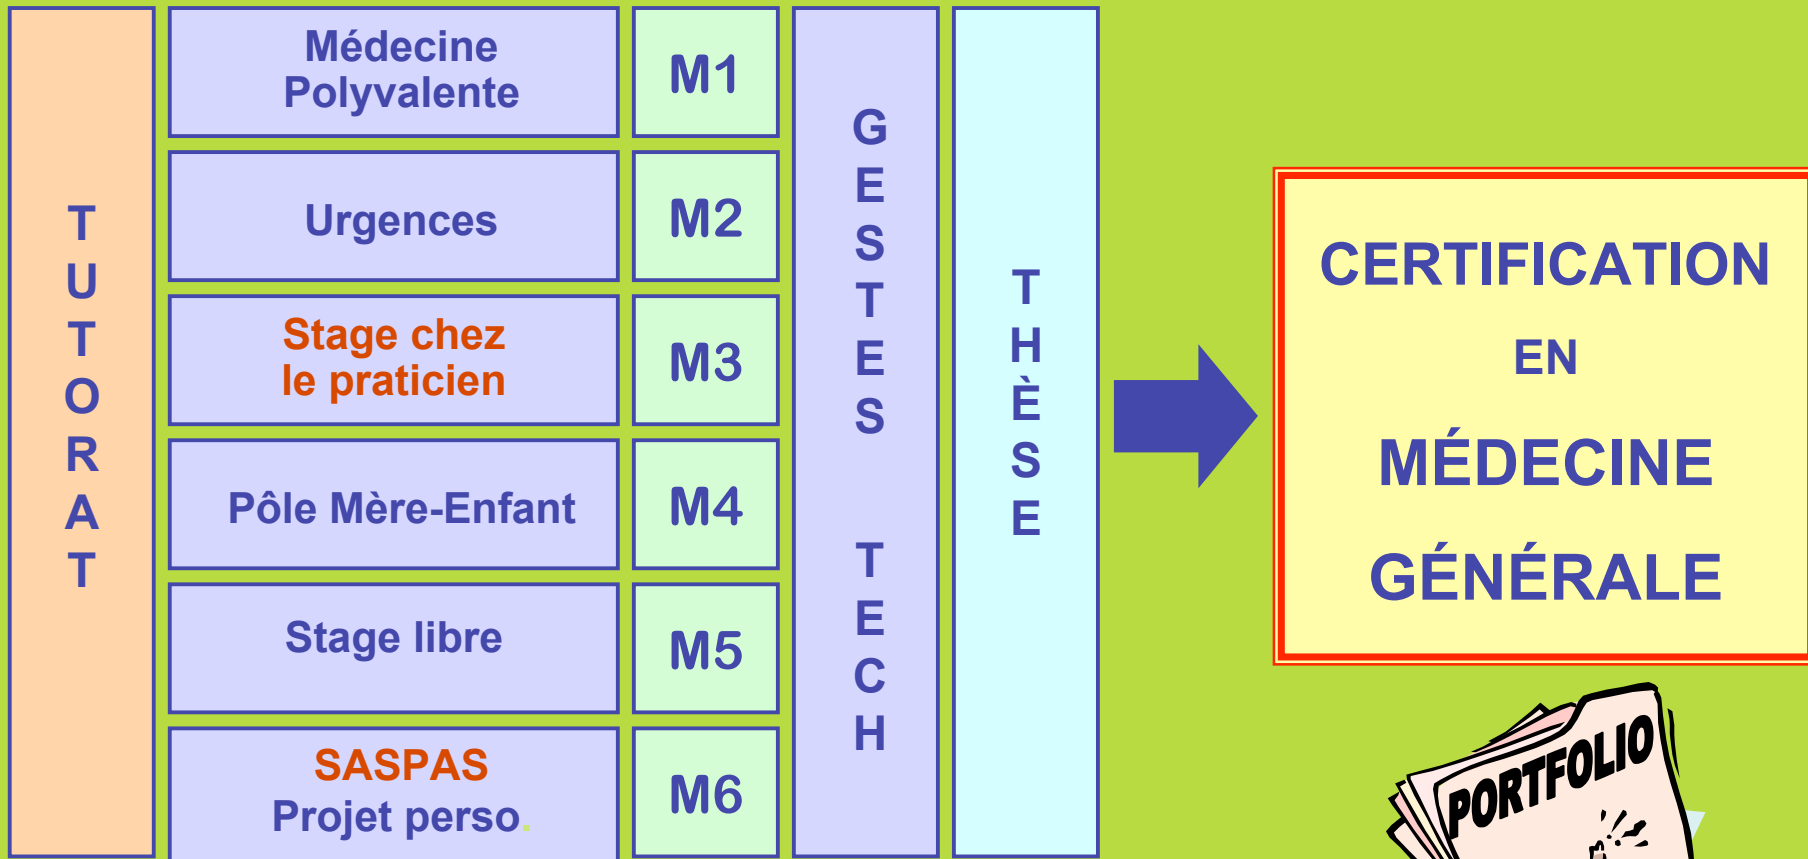 TUTORAT
Médecine
Polyvalente
M1
Urgences
M2
Stage chez
le praticien
M3
Pôle Mère-Enfant
M4
Stage libre
M5
SASPAS
Projet perso.
M6
GESTES TECH
THÈSE
CERTIFICATION
EN
MÉDECINE
GÉNÉRALE
PORTFOLIO